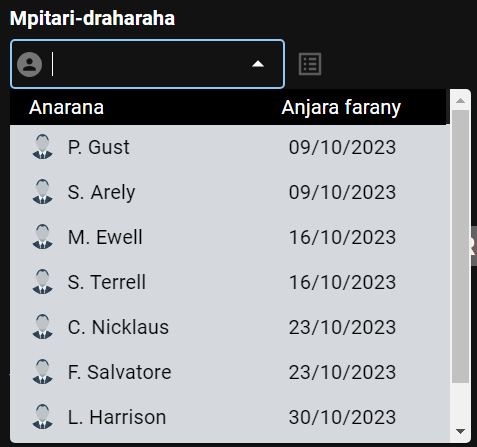 Mpitari-draharaha
Anarana Anjara farany
P. Gust 09/10/2023
S. Arely 09/10/2023
M. Ewell 16/10/2023
S. Terrell 16/10/2023
C. Nicklaus 23/10/2023
F. Salvatore 23/10/2023
L. Harrison 30/10/2023